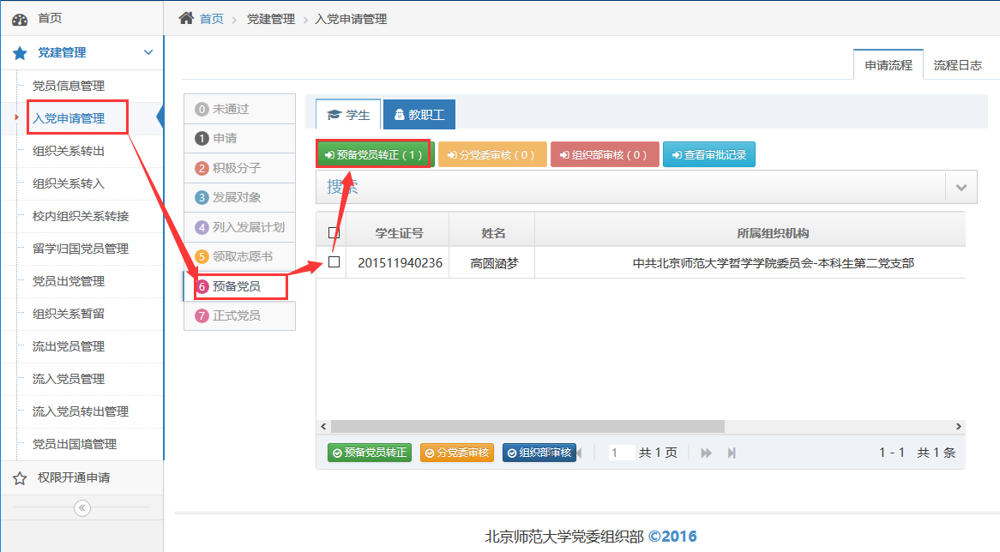 首页
党建管理
党员信息管理
入党申请管理
组织关系转出
组织关系转入
校内组织关系转接
留学归国党员管理
党员出党管理
组织关系暂留
流出党员管理
流入党员管理
流入党员转出管理
党员出国境管理
权限开通申请
首页 > 党建管理 > 入党申请管理
申请流程 流程日志
0 未通过
1 申请
2 积极分子
3 发展对象
4 列入发展计划
5 领取志愿书
6 预备党员
7 正式党员
学生 教职工
预备党员转正 ( 1 ) 分党委审核 ( 0 ) 组织部审核 ( 0 ) 查看审批记录
搜索
学生证号 姓名 所属组织机构
201511940236 高圆涵梦 中共北京师范大学哲学学院委员会-本科生第二党支部
预备党员转正 分党委审核 组织部审核 1 共 1 页 1 - 1 共 1 条
北京师范大学党委组织部 ©2016